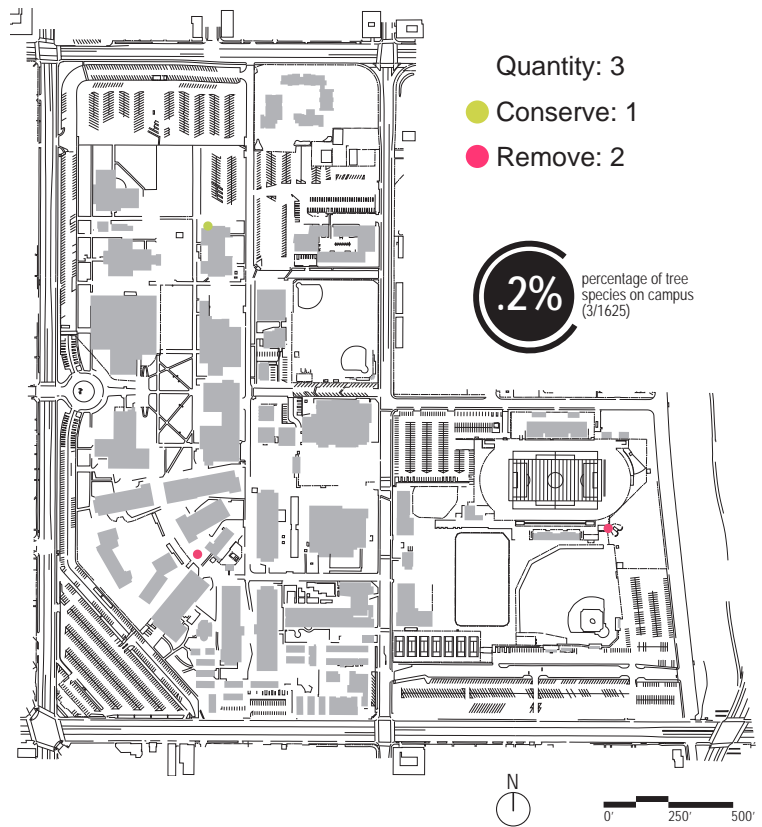 Quantity: 3
Conserve: 1
Remove: 2
.2%
percentage of tree
species on campus
(3/1625)
N
0' 250' 500'